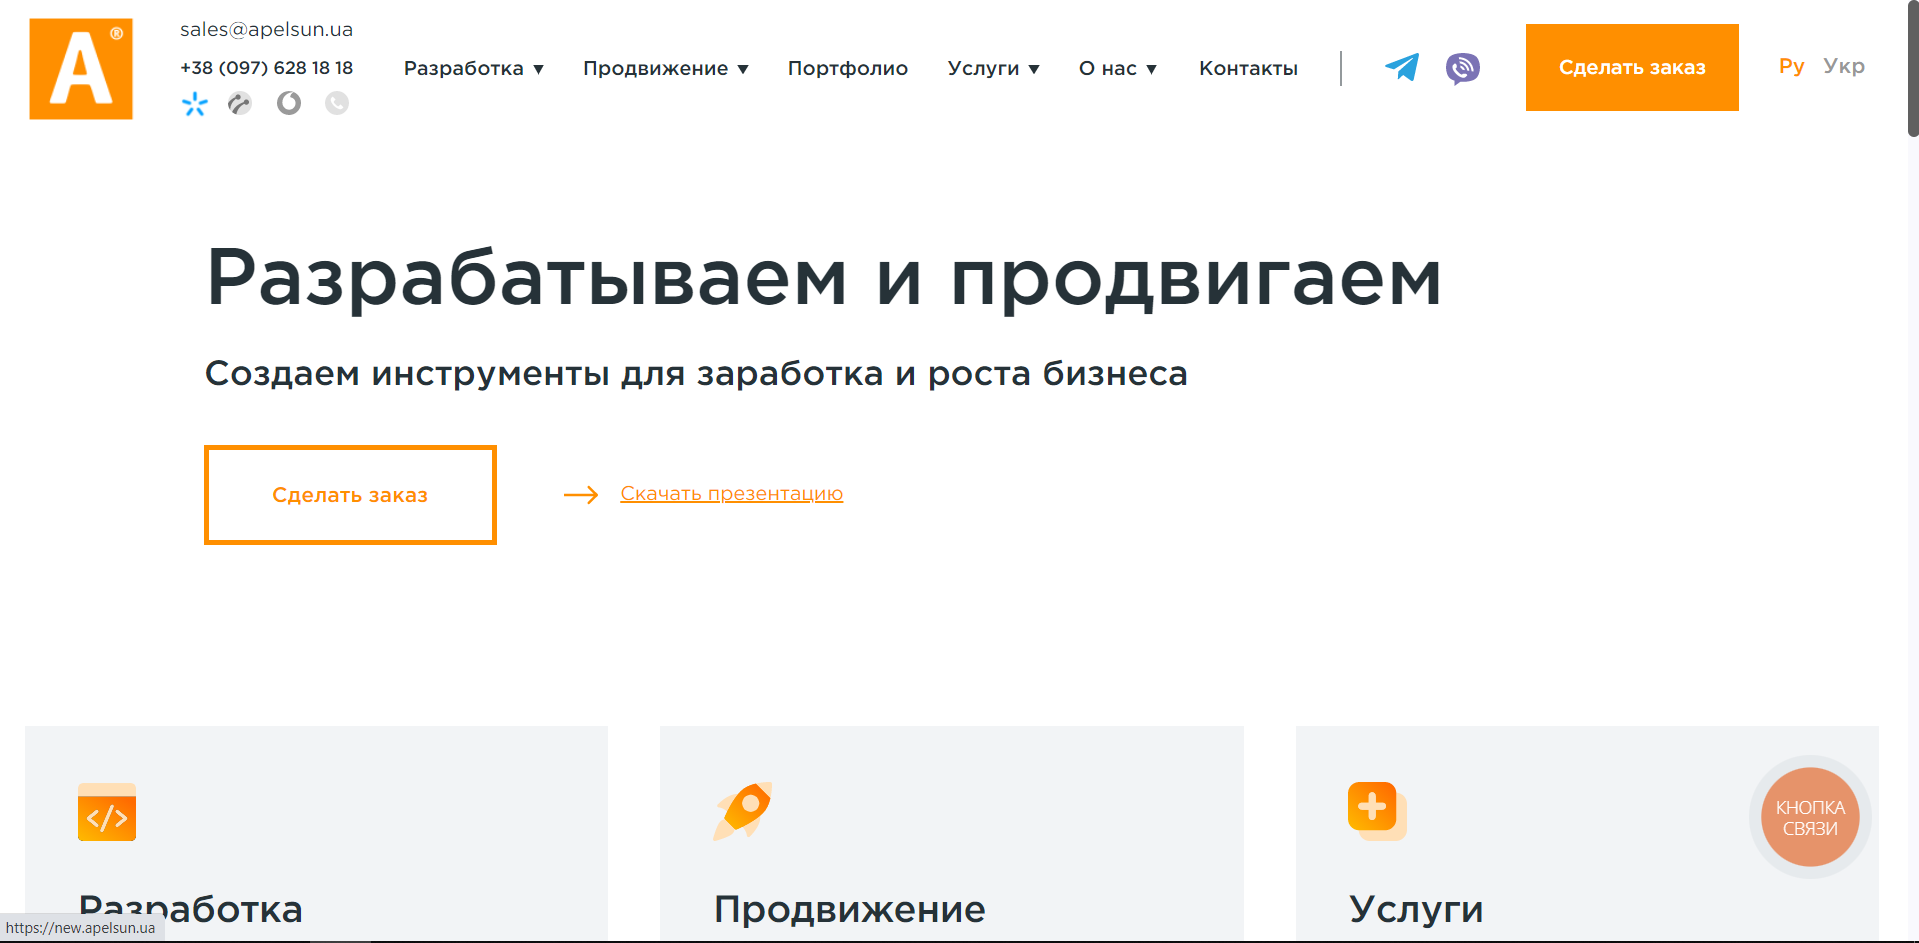 A®
sales@apelsun.ua
+38 (097) 628 18 18
Разработка ▼ Продвижение ▼ Портфолио Услуги ▼ О нас ▼ Контакты
Сделать заказ
Ру Укр
Разрабатываем и продвигаем
Создаем инструменты для заработка и роста бизнеса
Сделать заказ
Скачать презентацию
</>
КНОПКА
СВЯЗИ
Разработка
Продвижение
Услуги
https://new.apelsun.ua